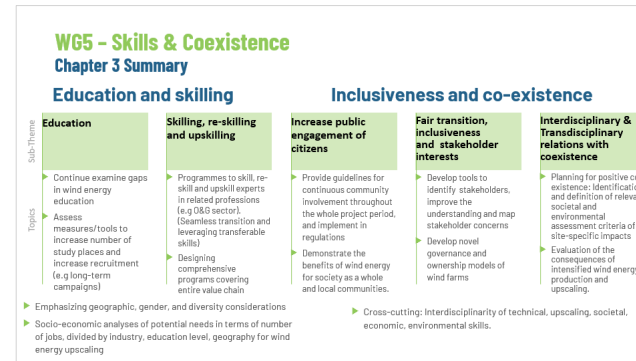 WG5 – Skills & Coexistence
Chapter 3 Summary
Education and skilling
Inclusiveness and co-existence
Sub-Theme
Education
Skilling, re-skilling
and upskilling
Increase public
engagement of
citizens
Fair transition,
inclusiveness
and stakeholder
interests
Interdisciplinary &
Transdisciplinary
relations with
coexistence
Topics
Continue examine gaps
in wind energy
education
Assess
measures/tools to
increase number of
study places and
increase recruitment
(e.g long-term
campaigns)
Programmes to skill, re-
skill and upskill experts
in related professions
(e.g O&G sector),
(Seamless transition and
leveraging transferable
skills)
Designing
comprehensive
programs covering
entire value chain
Provide guidelines for
continuous community
involvement throughout
the whole project period,
and implement in
regulations
Demonstrate the
benefits of wind energy
for society as a whole
and local communities.
Develop tools to
identify stakeholders,
improve the
understanding and map
stakeholder concerns
Develop novel
governance and
ownership models of
wind farms
Planning for positive
existence:
and definition of
societal and
environmental
assessment criteria of
site-specific impacts
Evaluation of the
consequences of
intensified wind energy
production and
upscaling.
Emphasizing geographic, gender, and diversity considerations
Socio-economic analyses of potential needs in terms of number
of jobs, divided by industry, education level, geography for wind
energy upscaling
Cross-cutting: Interdisciplinarity of technical, upscaling, societal,
economic, environmental skills.